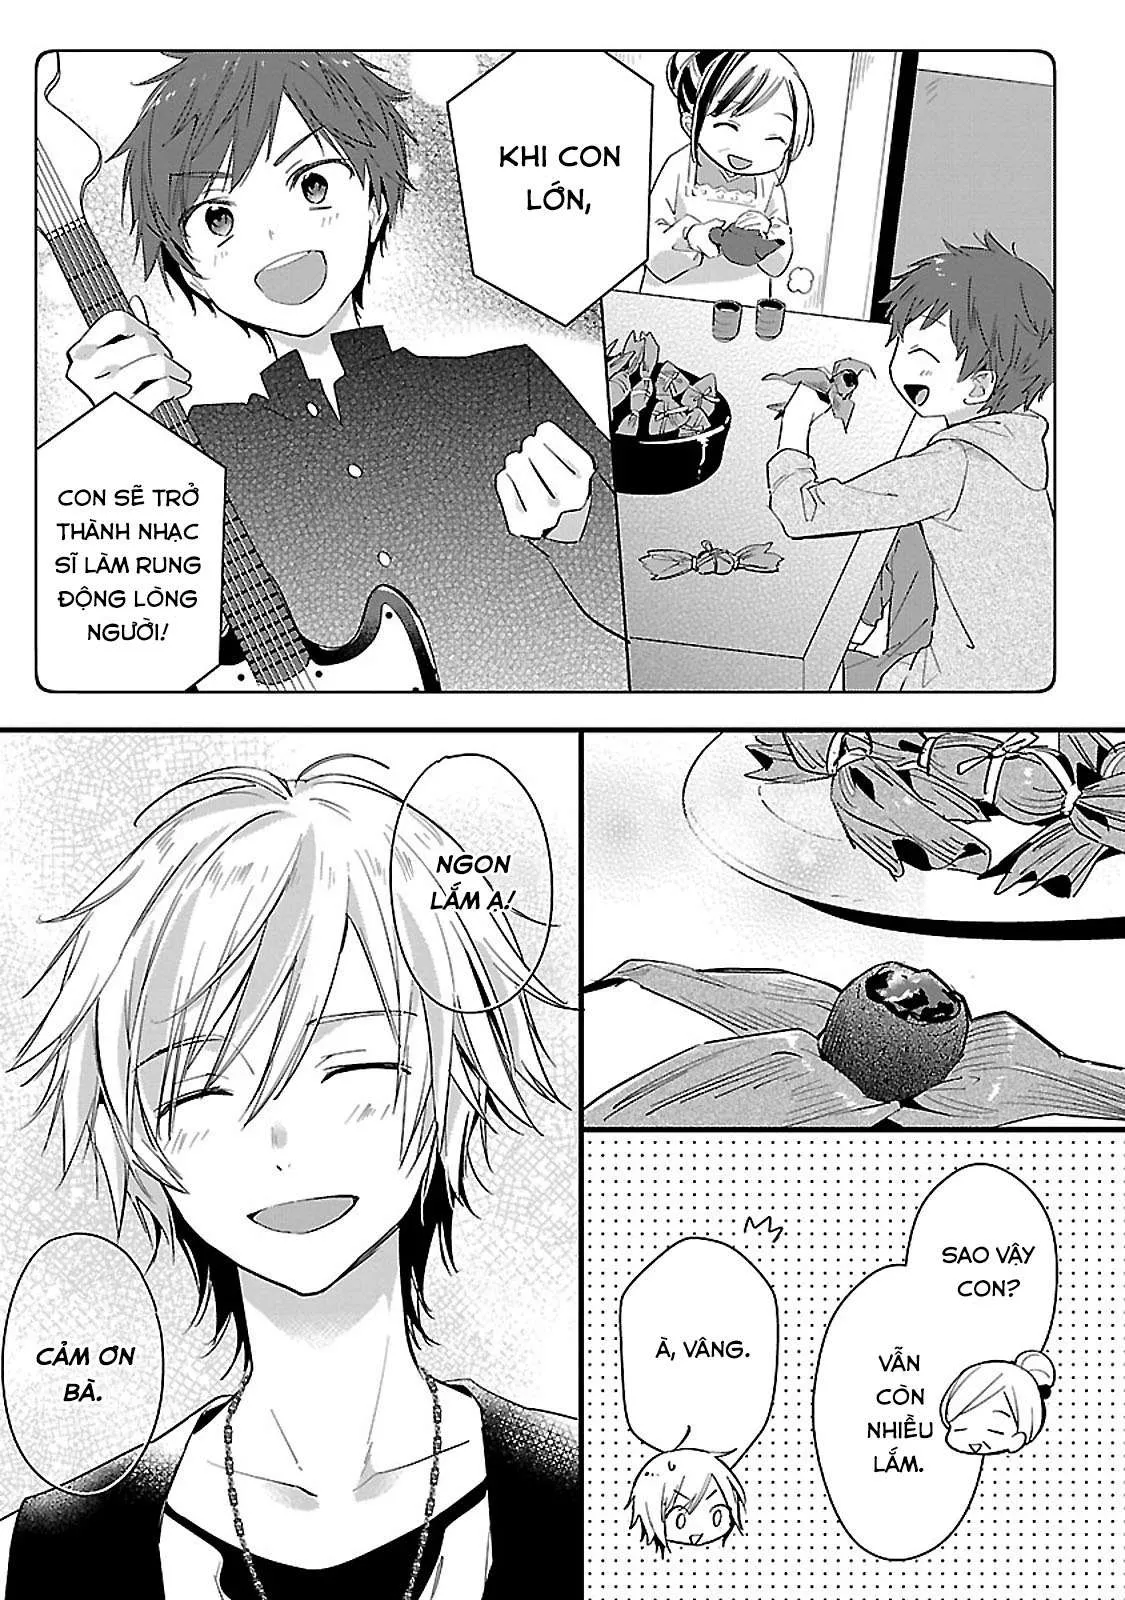 KHI CON
LỚN,
CON SẼ TRỞ
THÀNH NHẠC
SĨ LÀM RUNG
ĐỘNG LÒNG
NGƯỜI!
SAO VẬY
CON?
VẪN
CÒN
NHIỀU
LẮM.
À, VÂNG.
NGON
LẮM Ạ!
CẢM ƠN
BÀ.